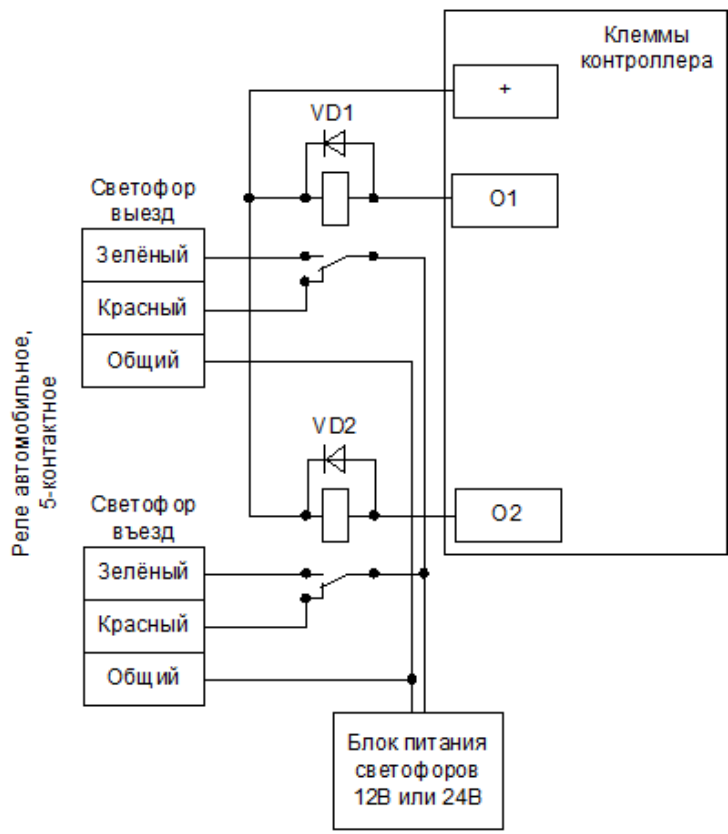 Клеммы
контроллера
+
VD1
O1
Светофор
выезд
Зелёный
Красный
Общий
Реле автомобильное,
5-контактное
VD2
O2
Светофор
въезд
Зелёный
Красный
Общий
Блок питания
светофоров
12В или 24В